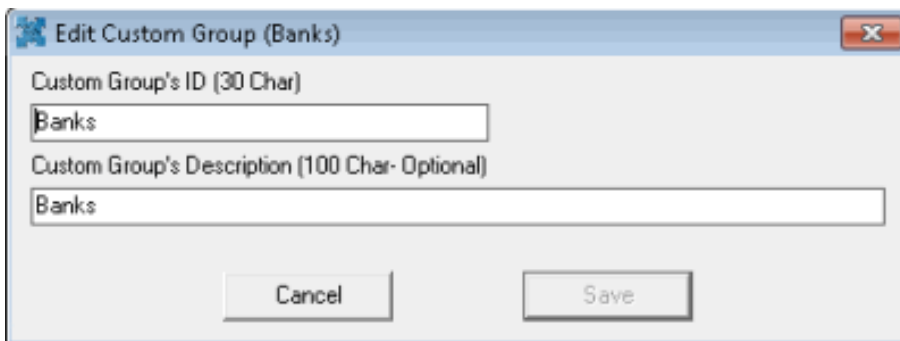 Edit Custom Group (Banks)
Custom Group's ID (30 Char)
Banks
Custom Group's Description (100 Char- Optional)
Banks
Cancel Save